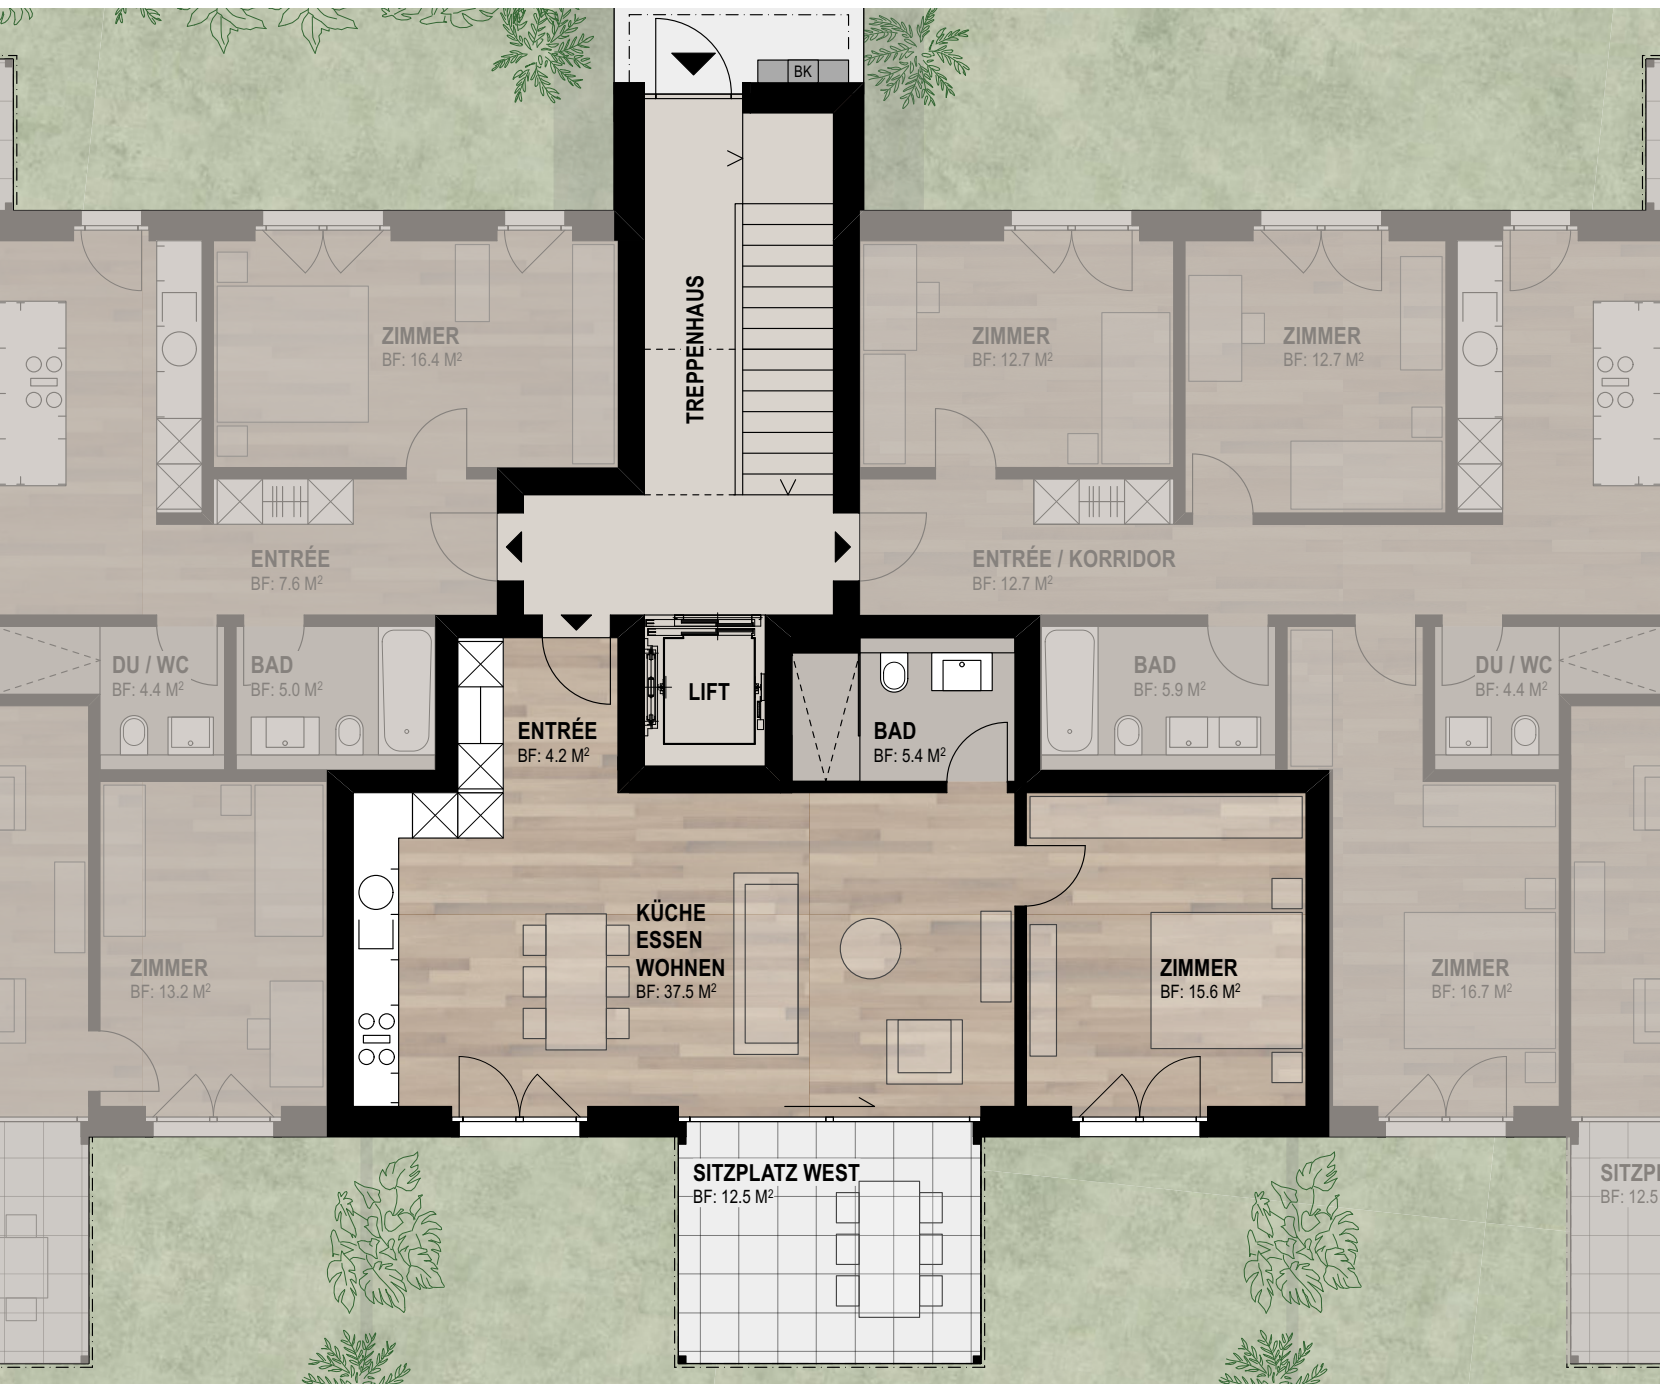 BK
TREPPENHAUS
ZIMMER
BF: 16.4 M²
ZIMMER
BF: 12.7 M²
ZIMMER
BF: 12.7 M²
ENTRÉE
BF: 7.6 M²
ENTRÉE / KORRIDOR
BF: 12.7 M²
DU / WC
BF: 4.4 M²
BAD
BF: 5.0 M²
LIFT
BAD
BF: 5.9 M²
DU / WC
BF: 4.4 M²
ENTRÉE
BF: 4.2 M²
BAD
BF: 5.4 M²
KÜCHE
ESSEN
WOHNEN
BF: 37.5 M²
ZIMMER
BF: 13.2 M²
ZIMMER
BF: 15.6 M²
ZIMMER
BF: 16.7 M²
SITZPLATZ WEST
BF: 12.5 M²
SITZPL
BF: 12.5